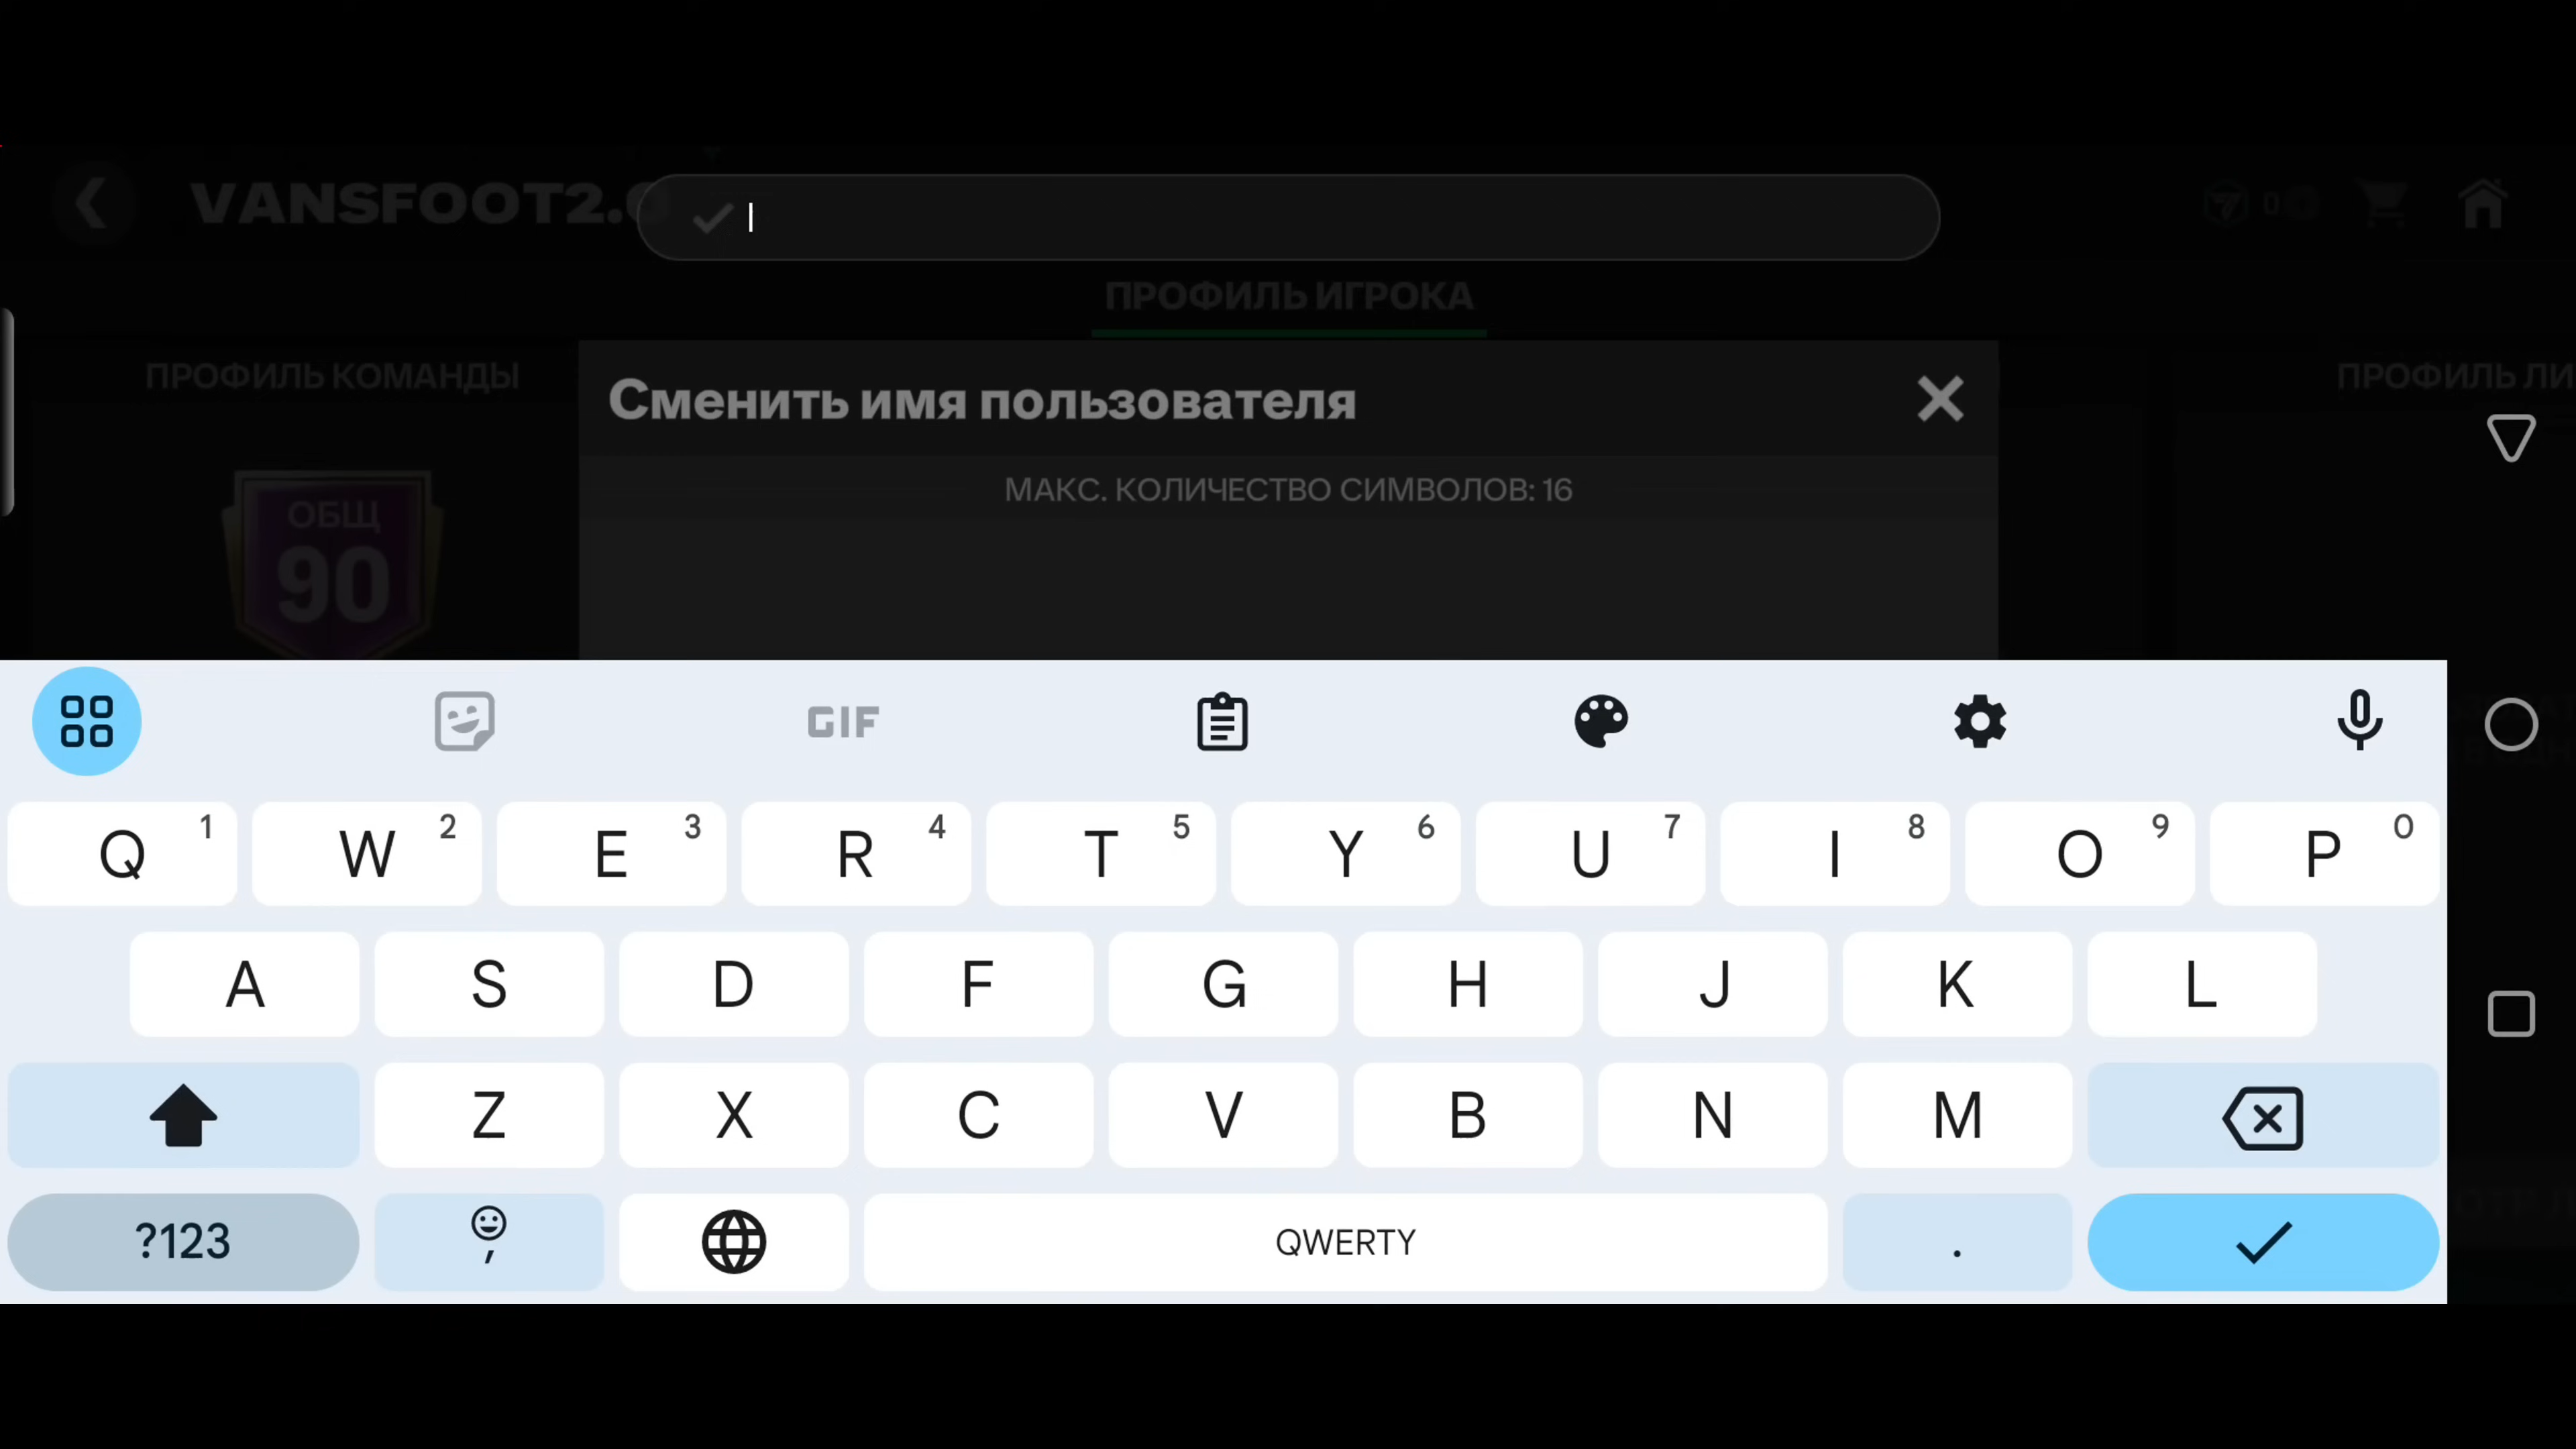 VANSFOOT2.
0
ПРОФИЛЬ ИГРОКА
ПРОФИЛЬ КОМАНДЫ
ПРОФИЛЬ ЛИ
Сменить имя пользователя
МАКС. КОЛИЧЕСТВО СИМВОЛОВ: 16
ОБЩ
90
GIF
Q 1 W 2 E 3 R 4 T 5 Y 6 U 7 I 8 O 9 P 0
A S D F G H J K L
Z X C V B N M
?123 , QWERTY .